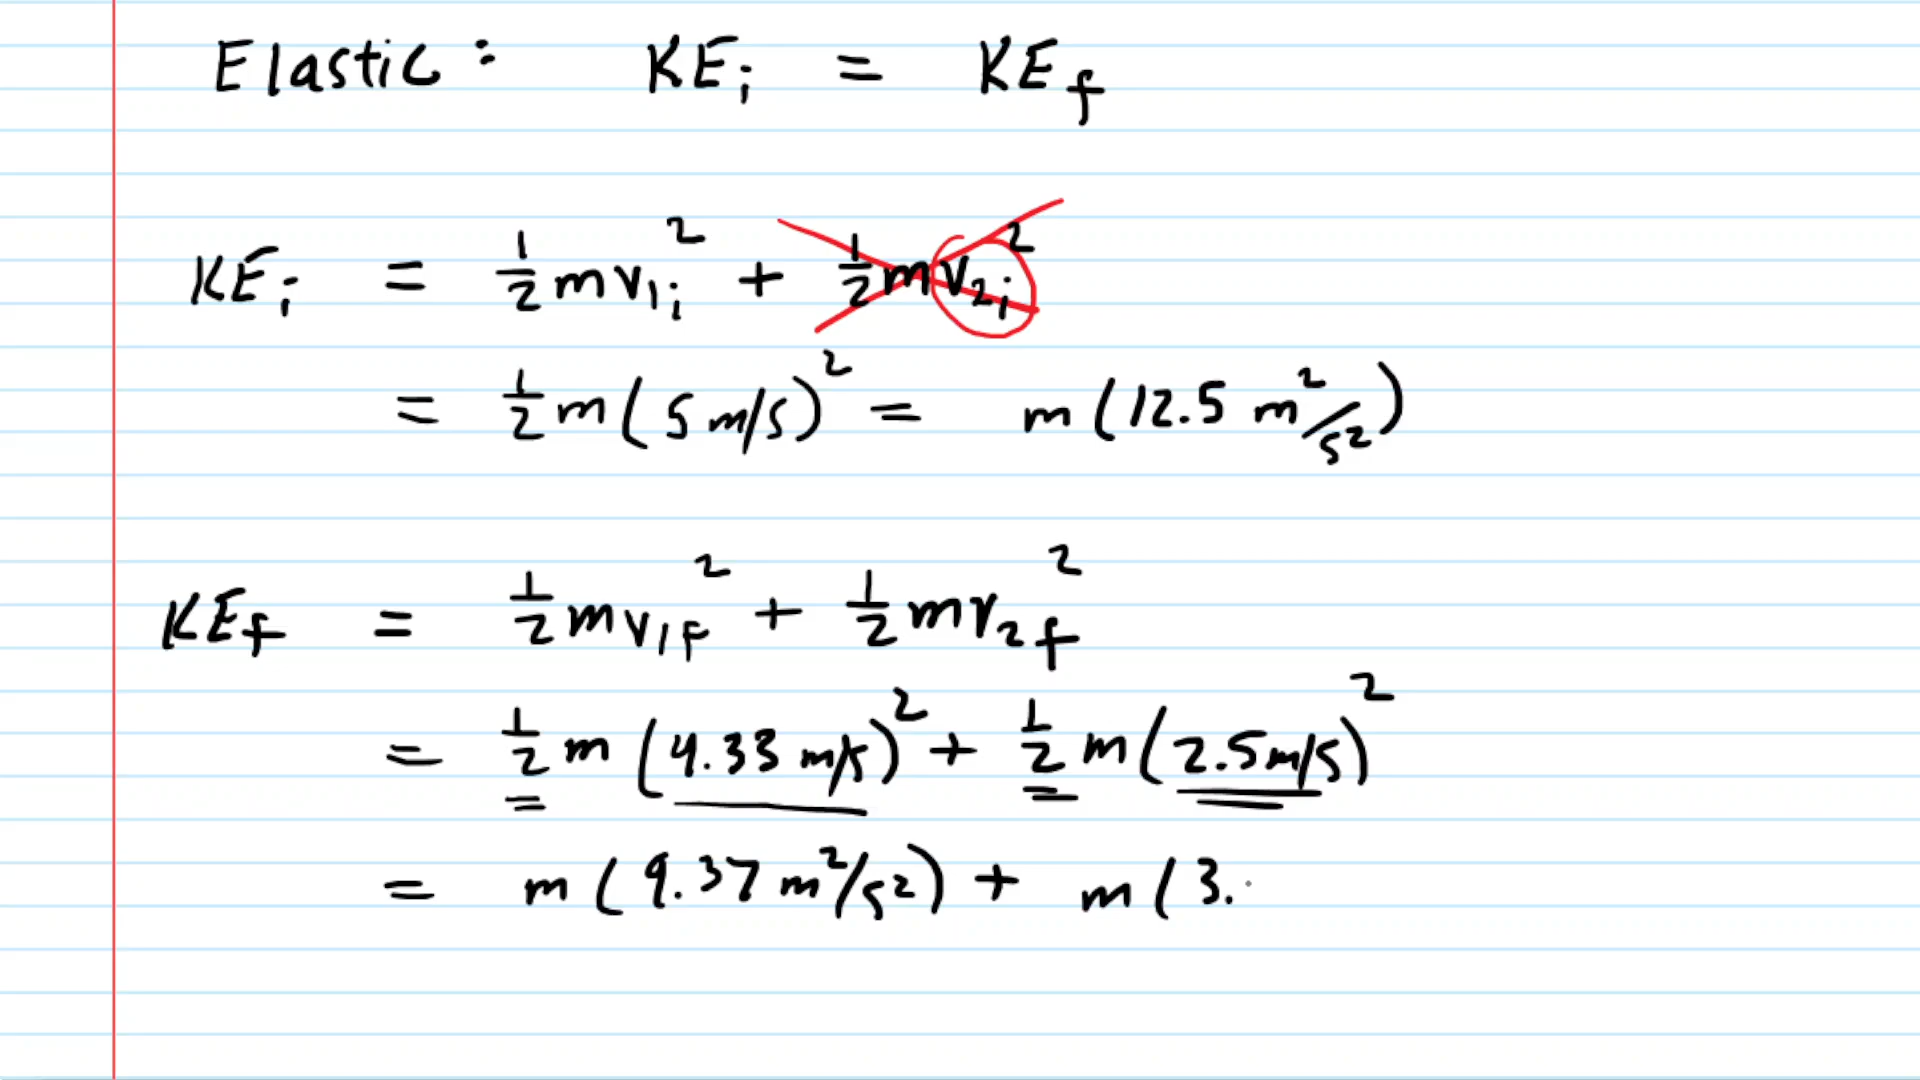 Elastic: KEi = KEf
KEi = ½mv1i² + ½mv2i²
= ½m(5 m/s)² = m(12.5 m²/s²)
KEf = ½mv1f² + ½mv2f²
= ½m(4.33 m/s)² + ½m(2.5 m/s)²
= m(9.37 m²/s²) + m(3.